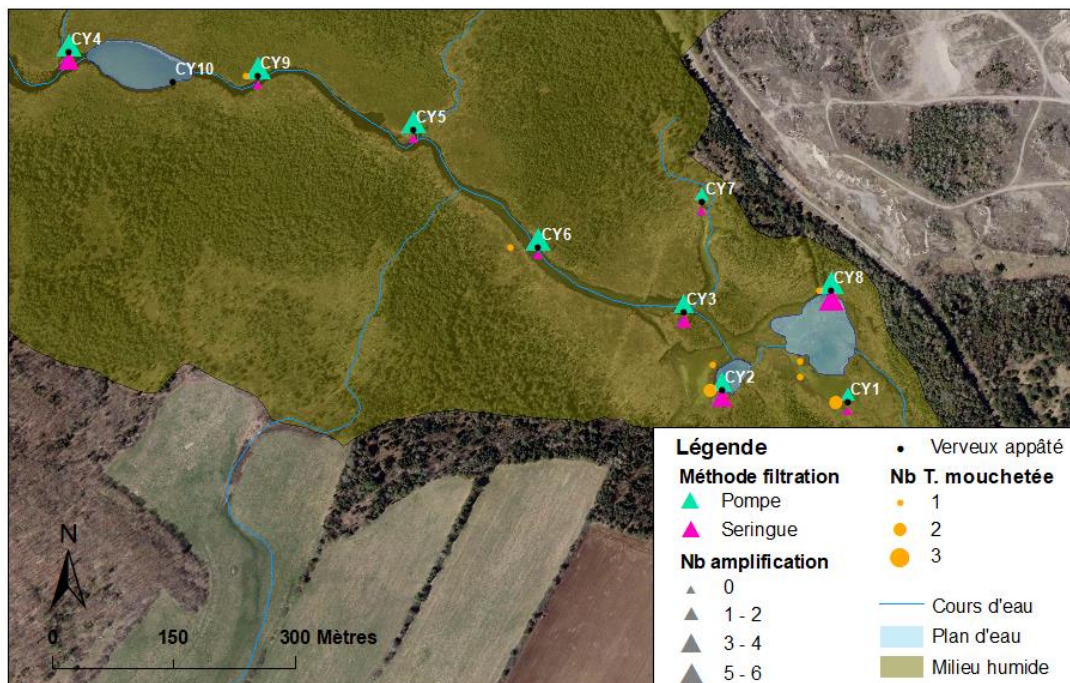 CY4
CY10
CY9
CY5
CY7
CY6
CY8
CY3
CY2
CY1
N
0 150 300 Mètres
Légende
Méthode filtration
Pompe
Seringue
Nb amplification
0
1 - 2
3 - 4
5 - 6
Verveux appâté
Nb T. mouchetée
1
2
3
Cours d'eau
Plan d'eau
Milieu humide